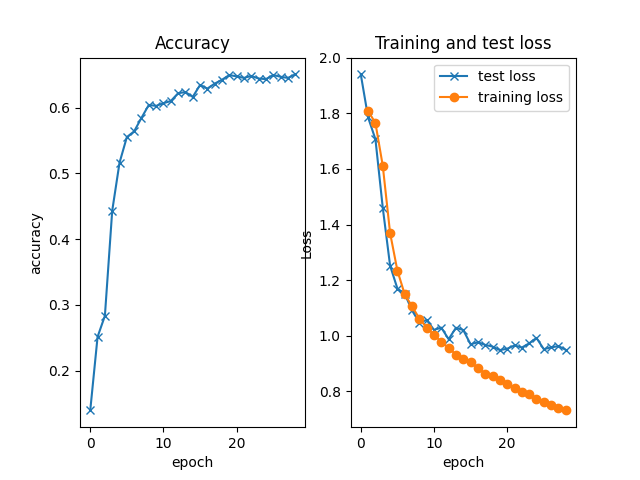 Accuracy
accuracy
0.6
0.5
0.4
0.3
0.2
0
10
20
epoch
Training and test loss
Loss
2.0
1.8
1.6
1.4
1.2
1.0
0.8
test loss
training loss
0
10
20
epoch